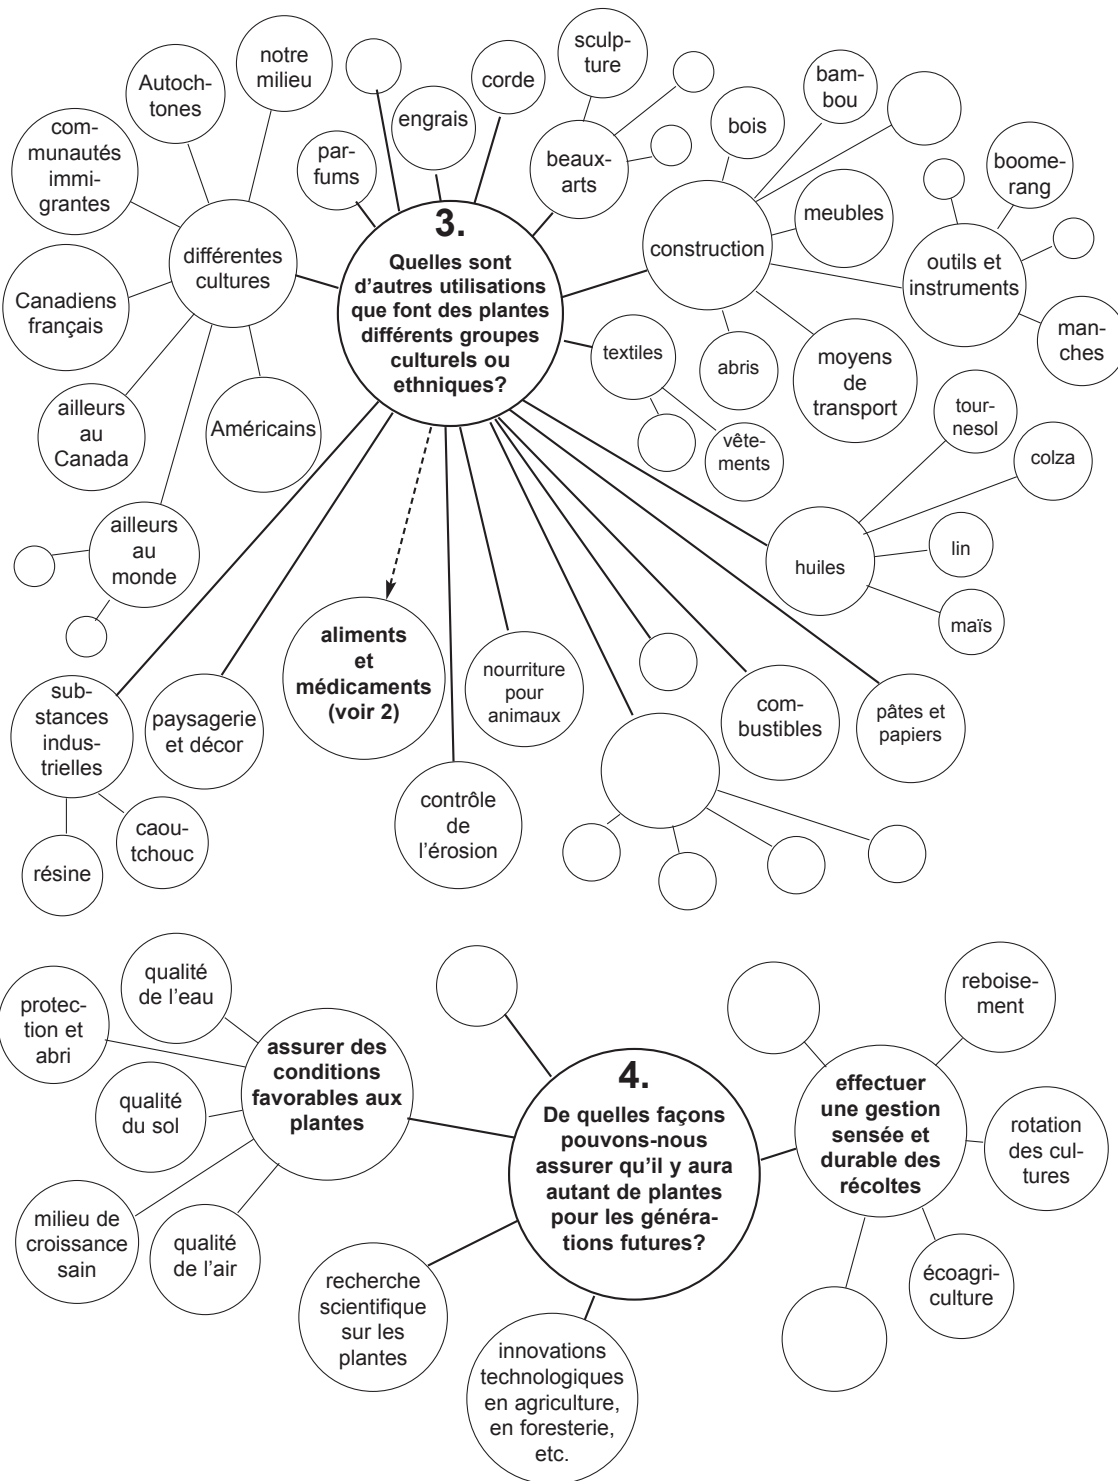 notre
milieu
Autoch-
tones
com-
munautés
immi-
grantes
différentes
cultures
Canadiens
français
ailleurs
au
Canada
Américains
ailleurs
au
monde
par-
fums
engrais
corde
sculp-
ture
beaux-
arts
3.
Quelles sont
d'autres utilisations
que font des plantes
différents groupes
culturels ou
ethniques?
bois
bam-
bou
construction
meubles
boome-
rang
outils et
instruments
man-
ches
moyens
de
transport
abris
textiles
vête-
ments
tour-
nesol
colza
lin
huiles
maïs
sub-
stances
indus-
trielles
résine
caou-
tchouc
paysagerie
et décor
aliments
et
médicaments
(voir 2)
contrôle
de
l'érosion
nourriture
pour
animaux
com-
bustibles
pâtes et
papiers
qualité
de l'eau
protec-
tion et
abri
assurer des
conditions
favorables aux
plantes
qualité
du sol
milieu de
croissance
sain
qualité
de l'air
4.
De quelles façons
pouvons-nous
assurer qu'il y aura
autant de plantes
pour les généra-
tions futures?
recherche
scientifique
sur les
plantes
innovations
technologiques
en agriculture,
en foresterie,
etc.
effectuer
une gestion
sensée et
durable des
récoltes
reboise-
ment
rotation
des cul-
tures
écoagri-
culture